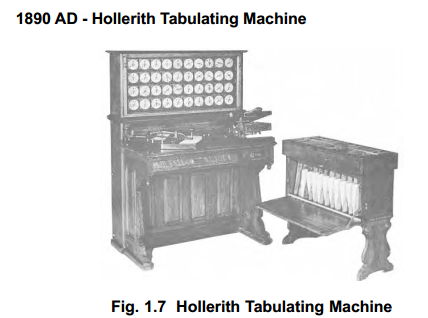 1890 AD - Hollerith Tabulating Machine
Fig. 1.7 Hollerith Tabulating Machine